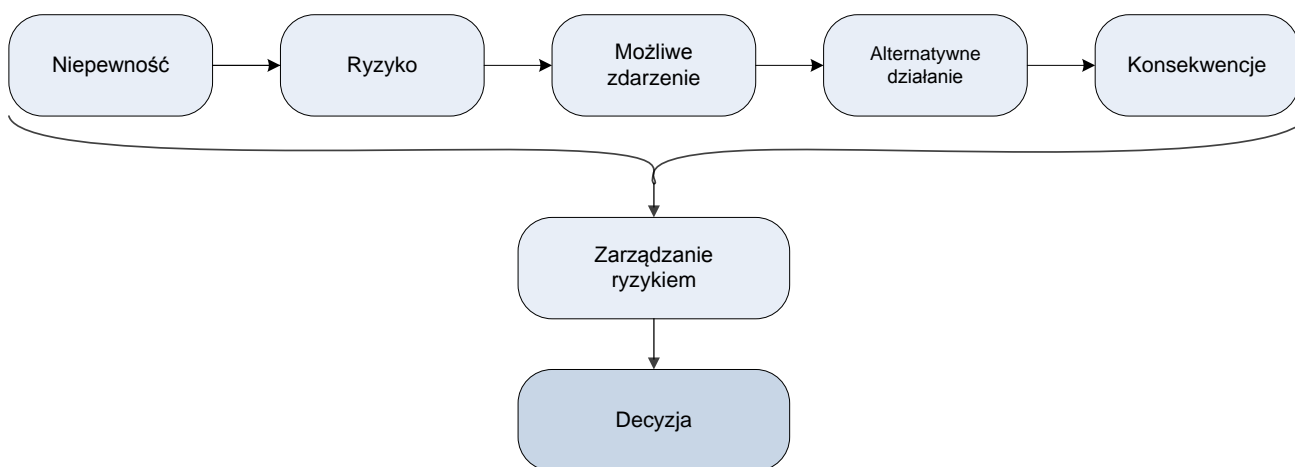 Niepewność
Ryzyko
Możliwe
zdarzenie
Alternatywne
działanie
Konsekwencje
Zarządzanie
ryzykiem
Decyzja